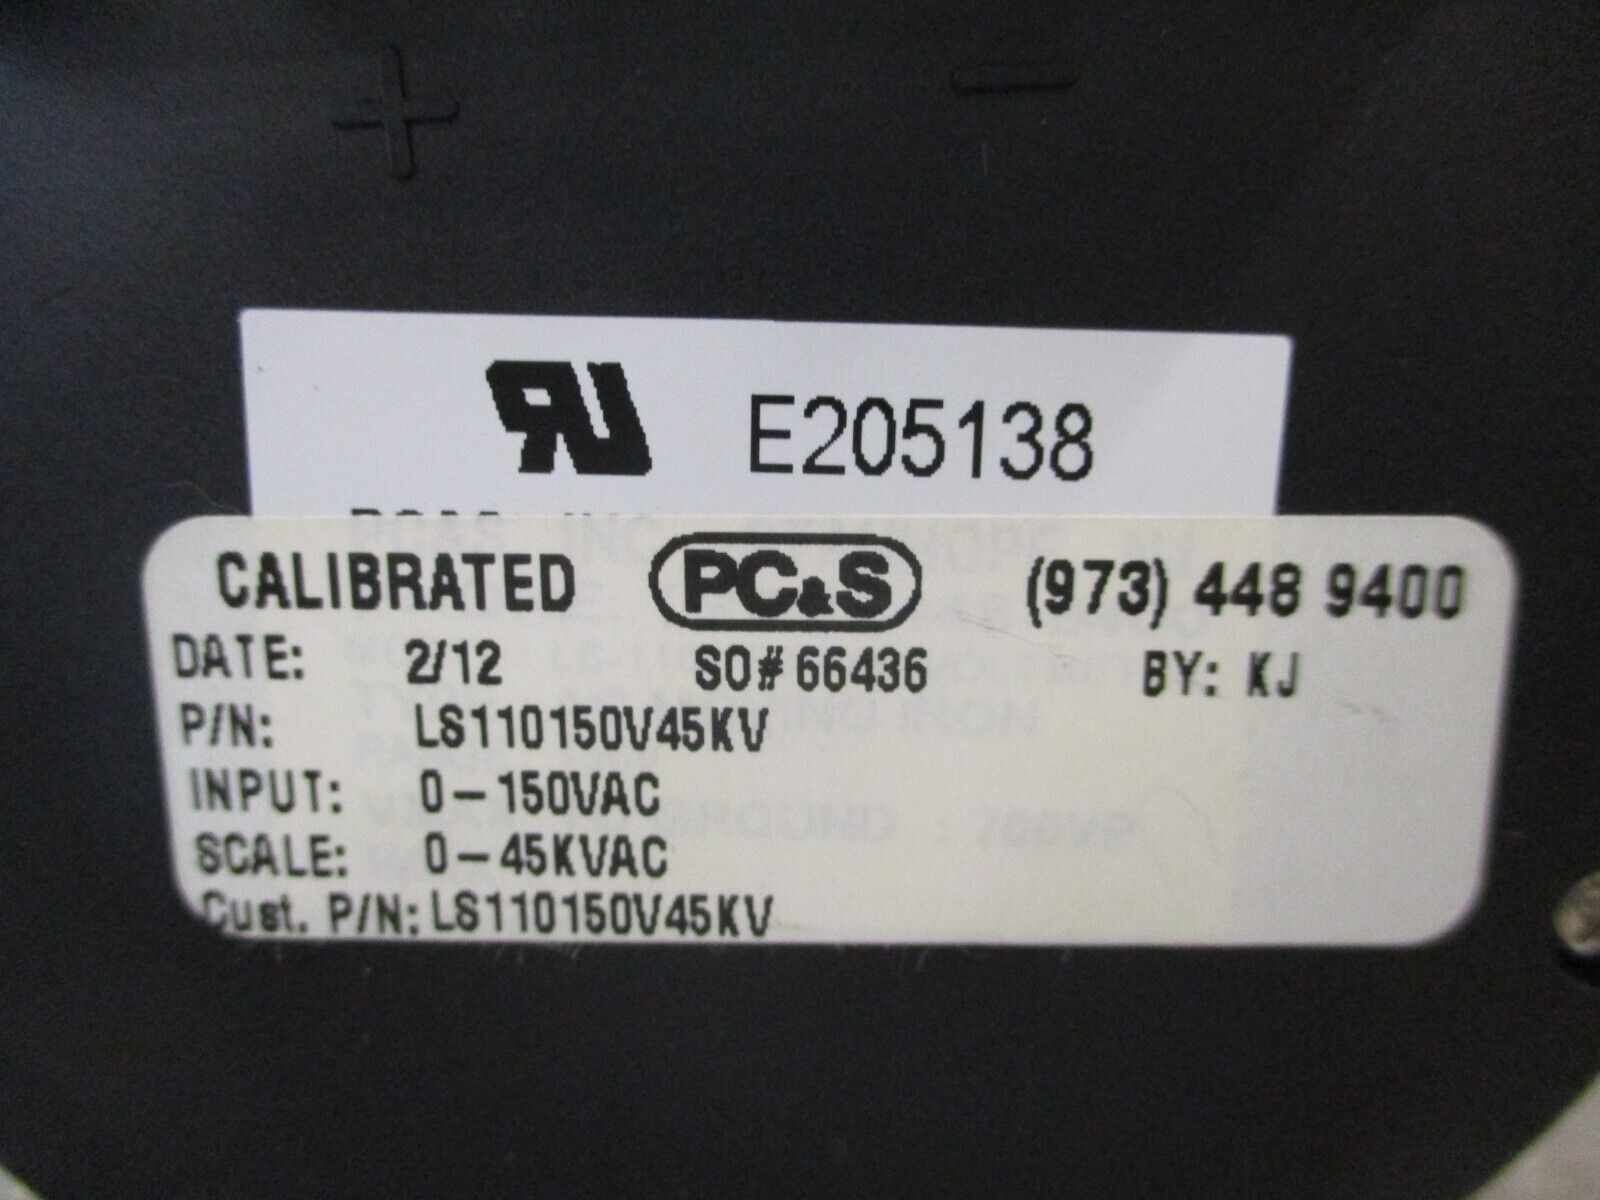 + −
RU E205138
CALIBRATED PC&S (973) 448 9400
DATE: 2/12 SO# 66436 BY: KJ
P/N: LS110150V45KV
INPUT: 0-150VAC
SCALE: 0-45KVAC
Cust. P/N: LS110150V45KV